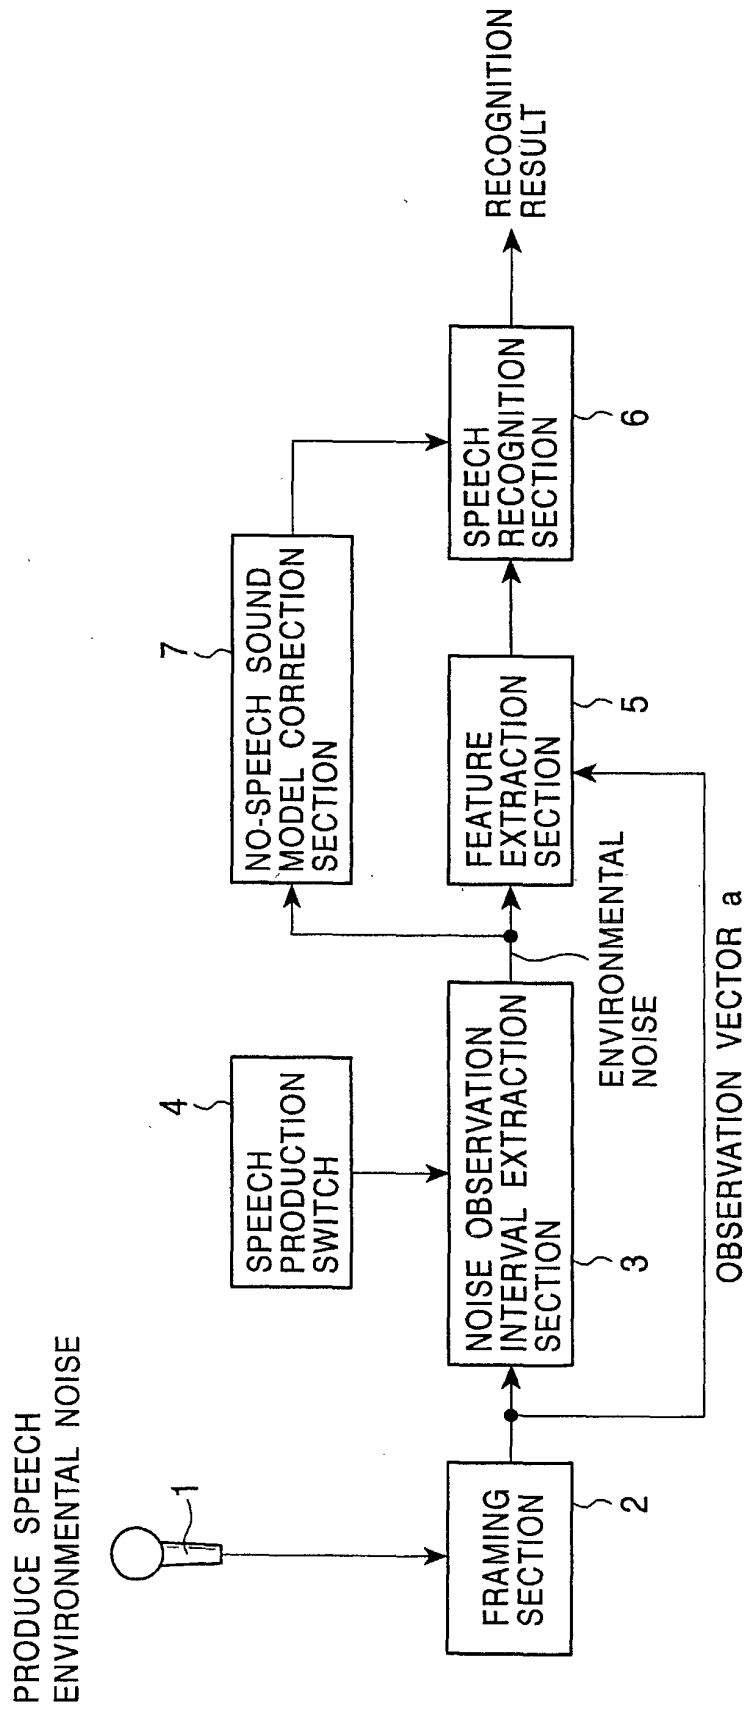 PRODUCE SPEECH
ENVIRONMENTAL NOISE
1
FRAMING
SECTION
2
SPEECH
PRODUCTION
SWITCH
4
NOISE OBSERVATION
INTERVAL EXTRACTION
SECTION
3
ENVIRONMENTAL
NOISE
OBSERVATION VECTOR a
NO-SPEECH SOUND
MODEL CORRECTION
SECTION
7
FEATURE
EXTRACTION
SECTION
5
SPEECH
RECOGNITION
SECTION
6
RECOGNITION
RESULT